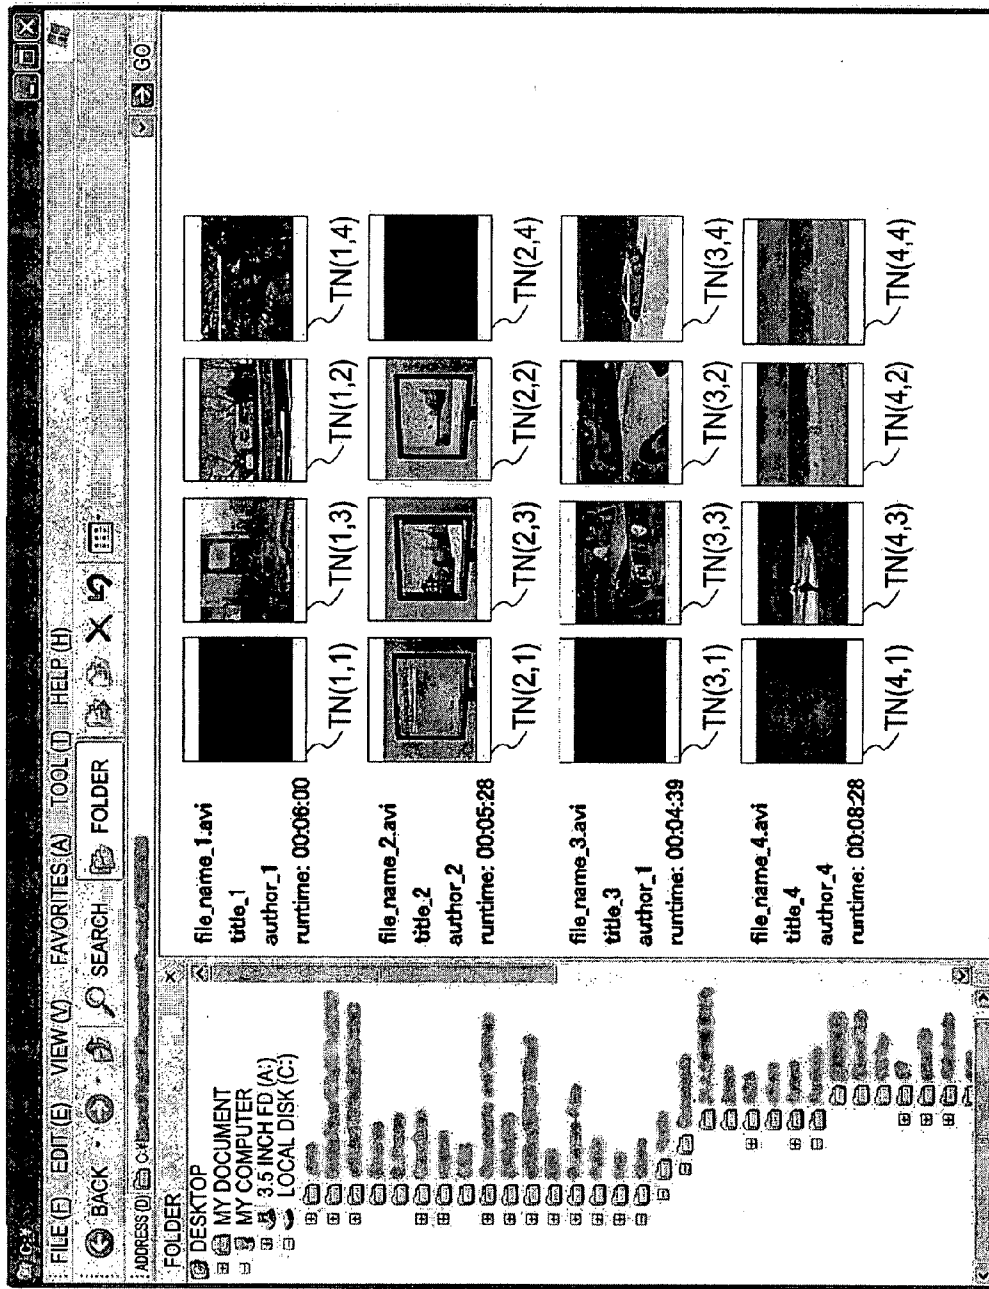 C:¥
FILE (F) EDIT (E) VIEW (V) FAVORITES (A) TOOL (T) HELP (H)
BACK SEARCH FOLDER
ADDRESS (D) C:¥ GO
FOLDER
DESKTOP
MY DOCUMENT
MY COMPUTER
3.5 INCH FD (A:)
LOCAL DISK (C:)
file_name_1.avi
title_1
author_1
runtime: 00:06:00
TN(1,1) TN(1,3) TN(1,2) TN(1,4)
file_name_2.avi
title_2
author_2
runtime: 00:05:28
TN(2,1) TN(2,3) TN(2,2) TN(2,4)
file_name_3.avi
title_3
author_1
runtime: 00:04:39
TN(3,1) TN(3,3) TN(3,2) TN(3,4)
file_name_4.avi
title_4
author_4
runtime: 00:08:28
TN(4,1) TN(4,3) TN(4,2) TN(4,4)